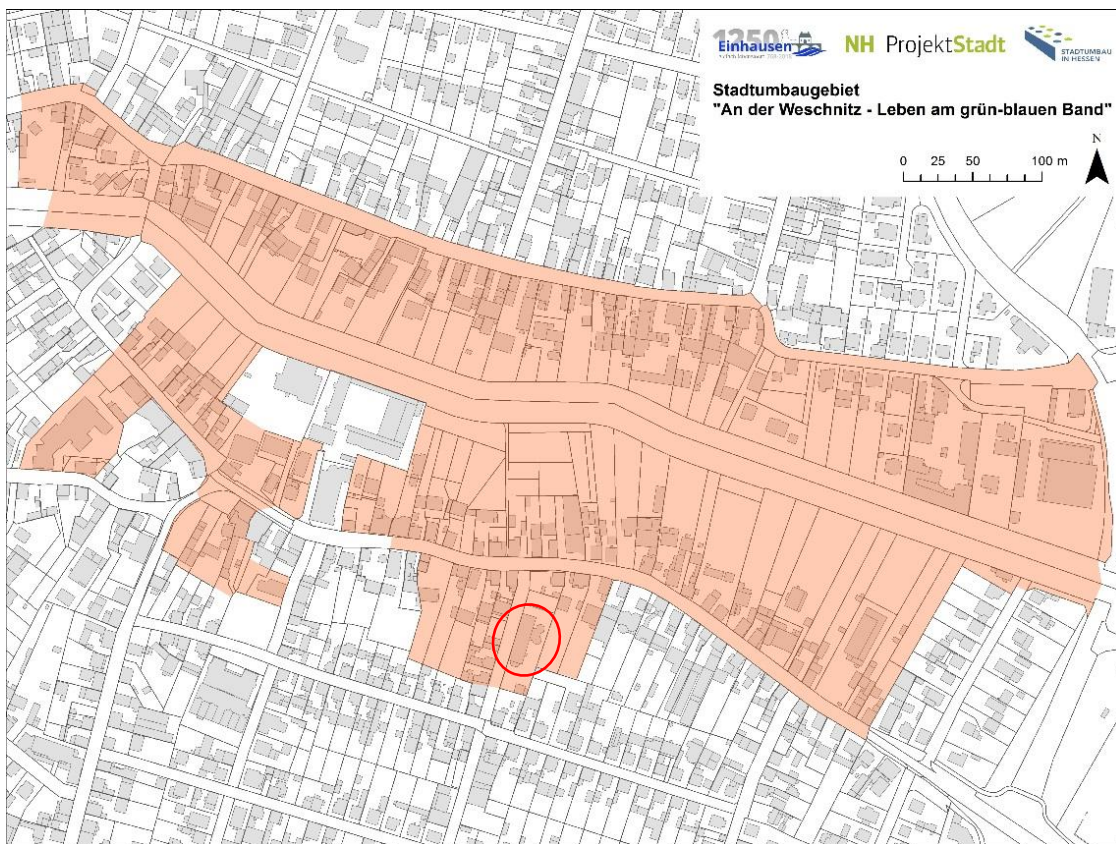 1250
Einhausen
NH ProjektStadt
STADTUMBAU
IN HESSEN
Stadtumbaugebiet
"An der Weschnitz - Leben am grün-blauen Band"
N
0 25 50 100 m